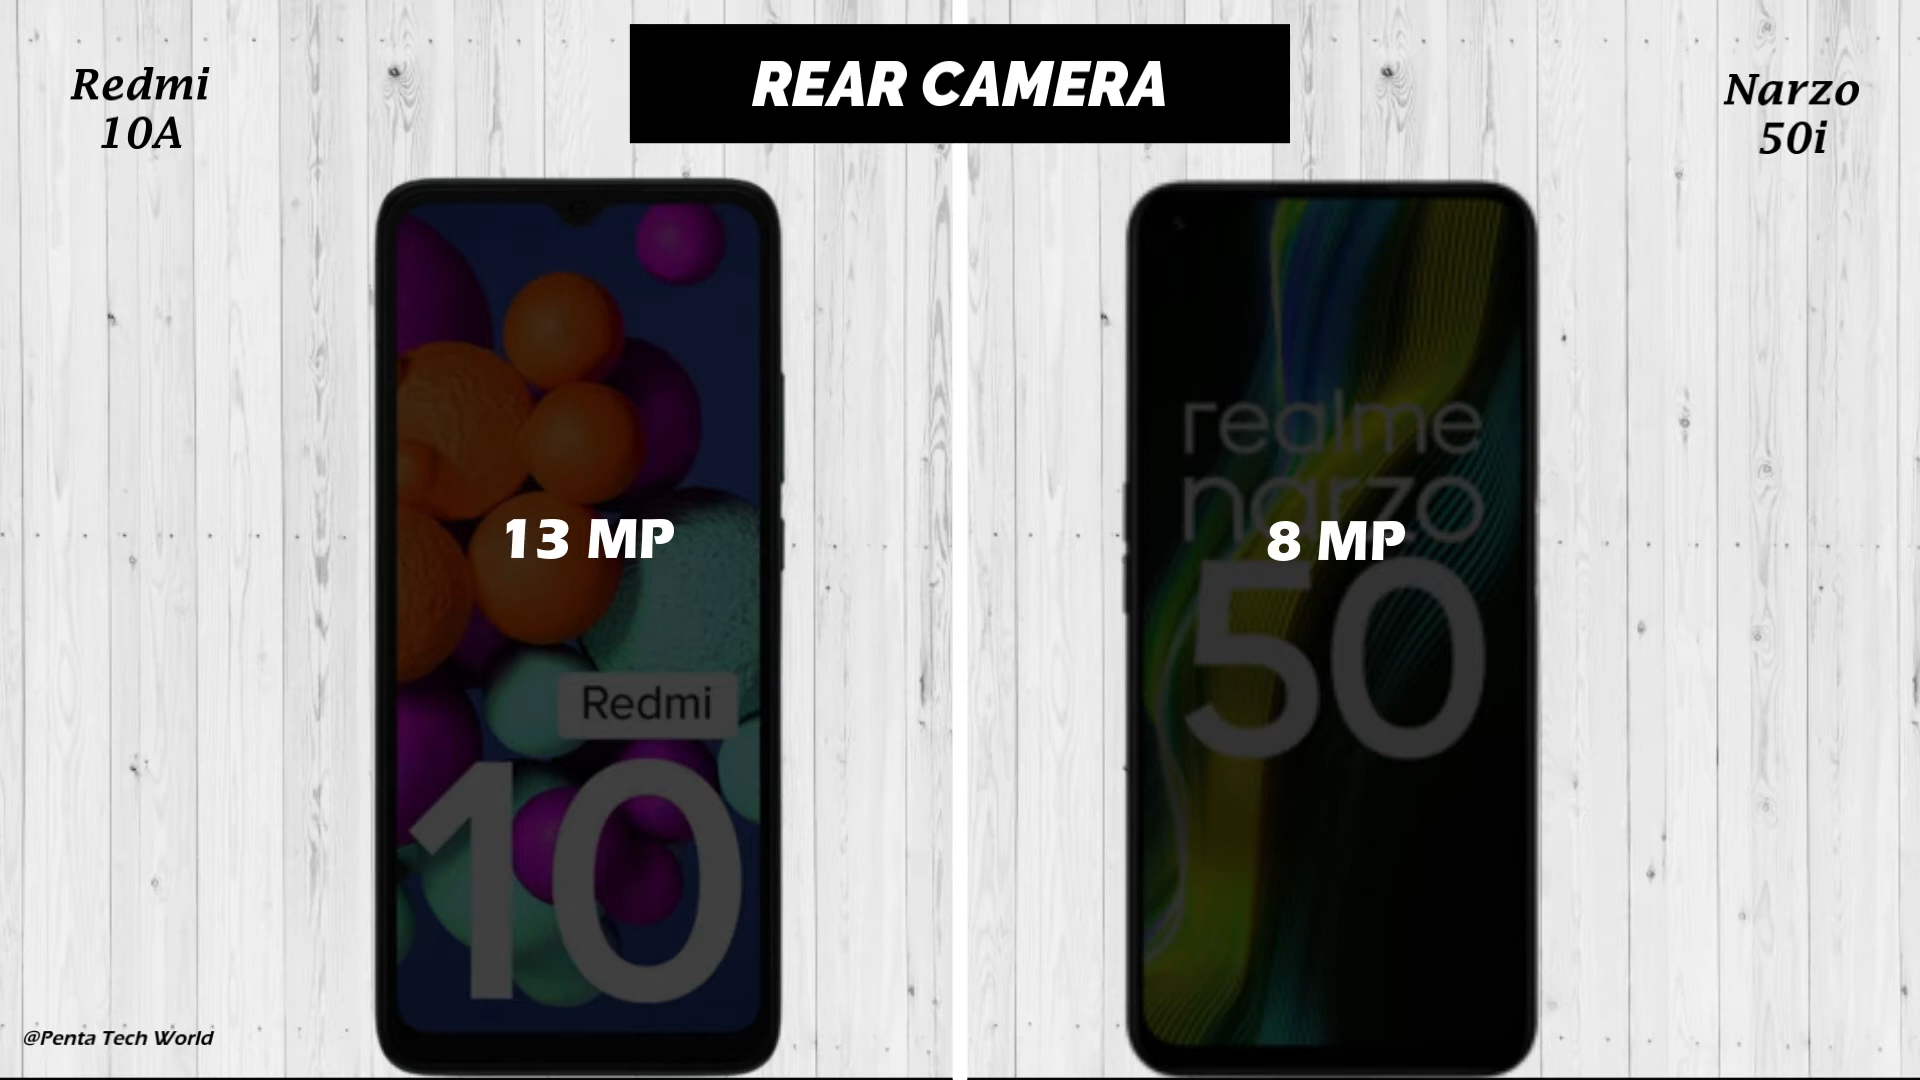 REAR CAMERA
Redmi
10A
Narzo
50i
13 MP
Redmi
10
realme
narzo
8 MP
50
@Penta Tech World